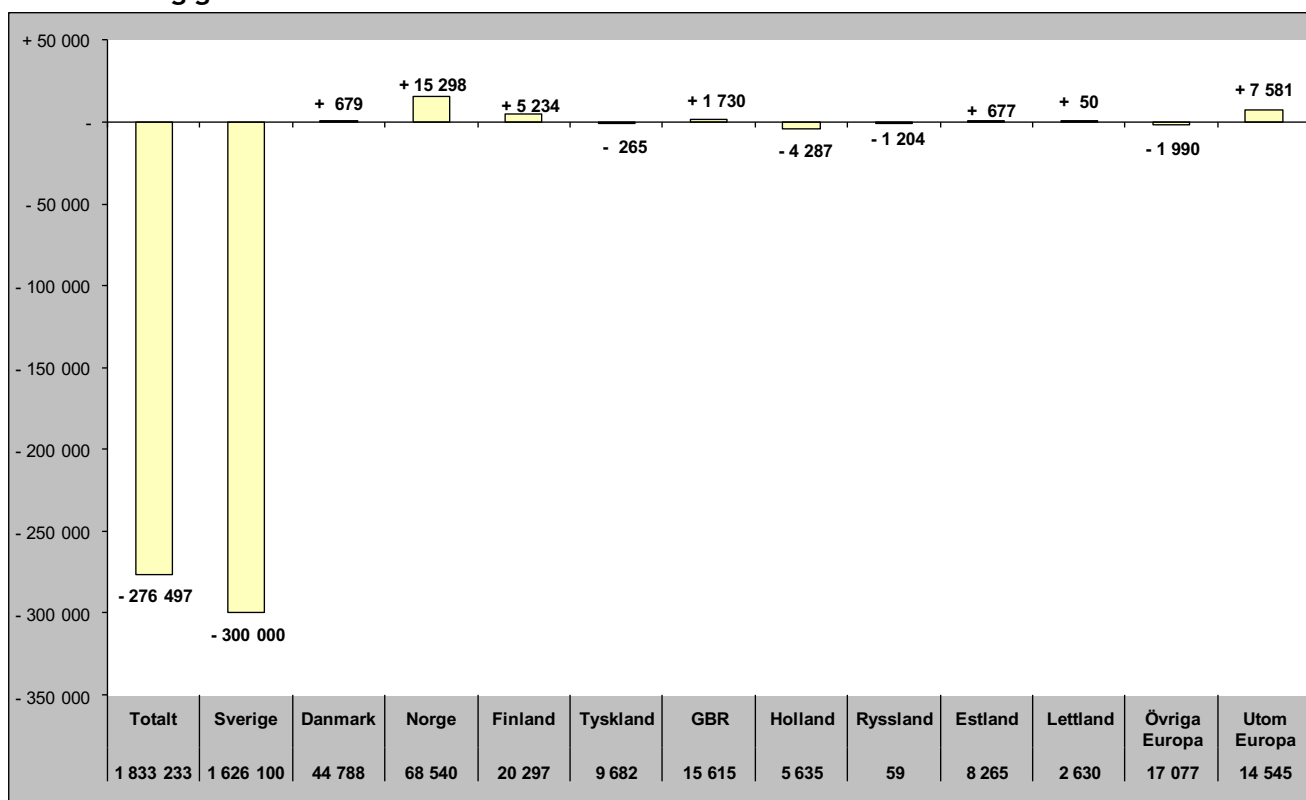 + 50 000
-
- 50 000
- 100 000
- 150 000
- 200 000
- 250 000
- 300 000
- 350 000
- 276 497
- 300 000
+ 679
+ 15 298
+ 5 234
- 265
+ 1 730
- 4 287
- 1 204
+ 677
+ 50
- 1 990
+ 7 581
Totalt Sverige Danmark Norge Finland Tyskland GBR Holland Ryssland Estland Lettland Övriga Europa Utom Europa
1 833 233 1 626 100 44 788 68 540 20 297 9 682 15 615 5 635 59 8 265 2 630 17 077 14 545